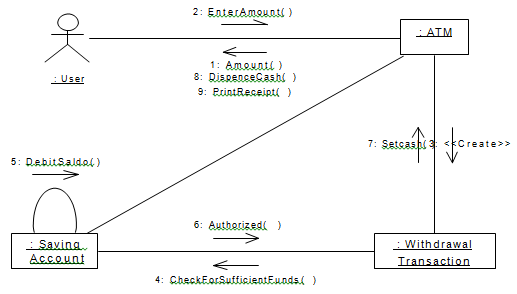 2: EnterAmount( )
: ATM
1: Amount( )
8: DispenceCash( )
9: PrintReceipt( )
: User
7: Setcash( )
3: <<Create>>
5: DebitSaldo( )
6: Authorized( )
: Saving
Account
: Withdrawal
Transaction
4: CheckForSufficientFunds( )